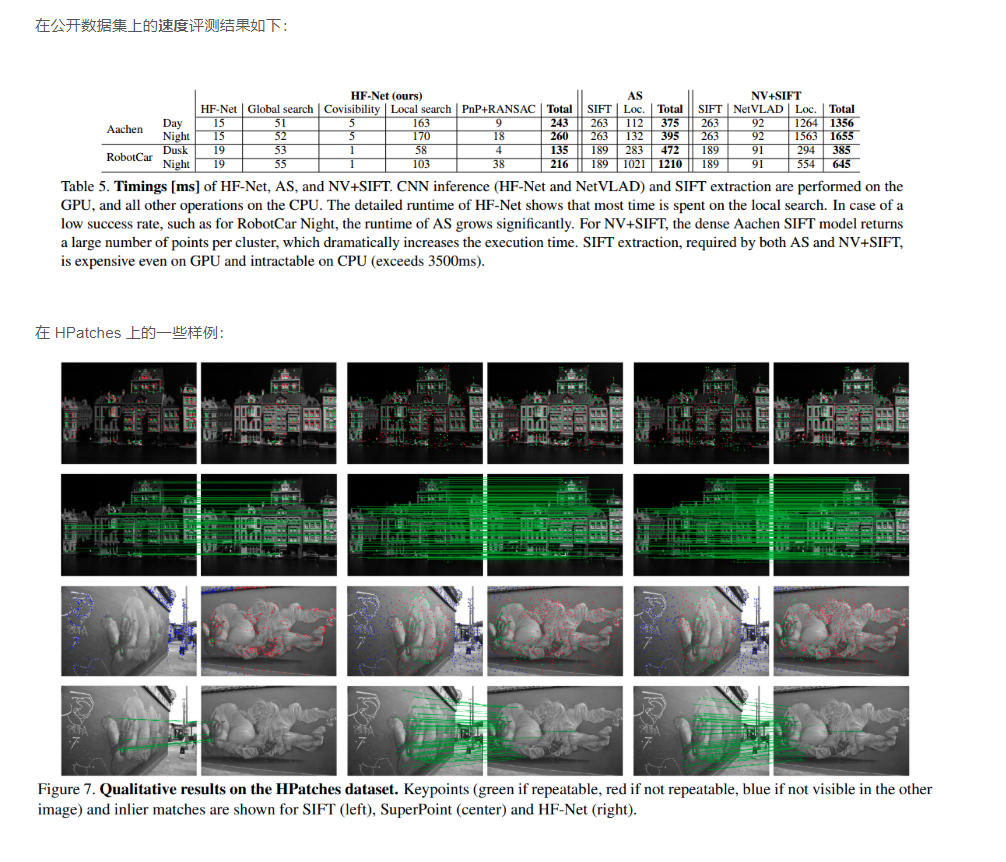 在公开数据集上的速度评测结果如下：
HF-Net (ours) AS NV+SIFT
HF-Net Global search Covisibility Local search PnP+RANSAC Total SIFT Loc. Total SIFT NetVLAD Loc. Total
Aachen Day 15 51 5 163 9 243 263 112 375 263 92 1264 1356
Night 15 52 5 170 18 260 263 132 395 263 92 1563 1655
RobotCar Dusk 19 53 1 58 4 135 189 283 472 189 91 294 385
Night 19 55 1 103 38 216 189 1021 1210 189 91 554 645
Table 5. Timings [ms] of HF-Net, AS, and NV+SIFT. CNN inference (HF-Net and NetVLAD) and SIFT extraction are performed on the
GPU, and all other operations on the CPU. The detailed runtime of HF-Net shows that most time is spent on the local search. In case of a
low success rate, such as for RobotCar Night, the runtime of AS grows significantly. For NV+SIFT, the dense Aachen SIFT model returns
a large number of points per cluster, which dramatically increases the execution time. SIFT extraction, required by both AS and NV+SIFT,
is expensive even on GPU and intractable on CPU (exceeds 3500ms).
在 HPatches 上的一些样例：
Figure 7. Qualitative results on the HPatches dataset. Keypoints (green if repeatable, red if not repeatable, blue if not visible in the other
image) and inlier matches are shown for SIFT (left), SuperPoint (center) and HF-Net (right).